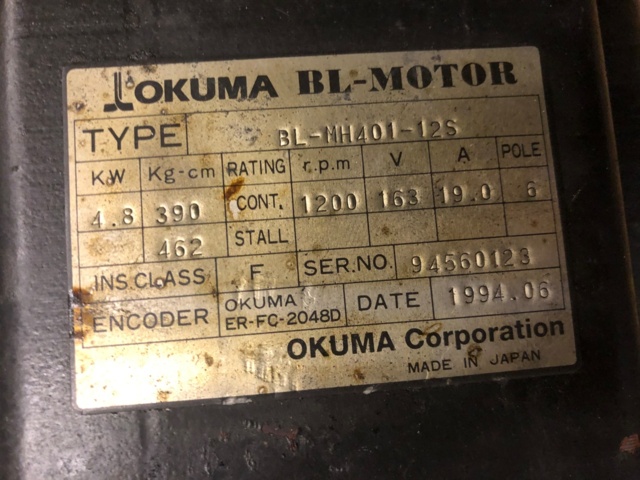 OKUMA BL-MOTOR
TYPE BL-MH401-12S
KW Kg-cm RATING r.p.m V A POLE
4.8 390 CONT. 1200 163 19.0 6
462 STALL
INS.CLASS F SER.NO. 94560123
ENCODER OKUMA ER-FC-2048D DATE 1994.06
OKUMA Corporation
MADE IN JAPAN